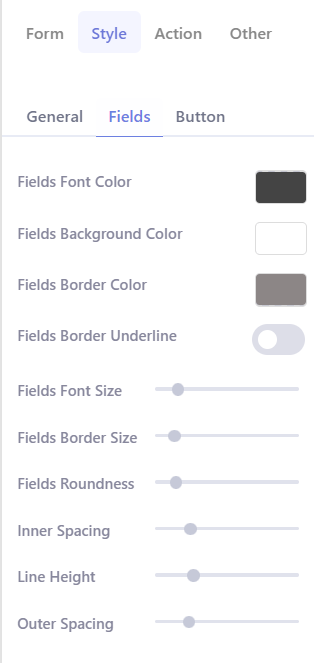 Form Style Action Other
General Fields Button
Fields Font Color
Fields Background Color
Fields Border Color
Fields Border Underline
Fields Font Size
Fields Border Size
Fields Roundness
Inner Spacing
Line Height
Outer Spacing